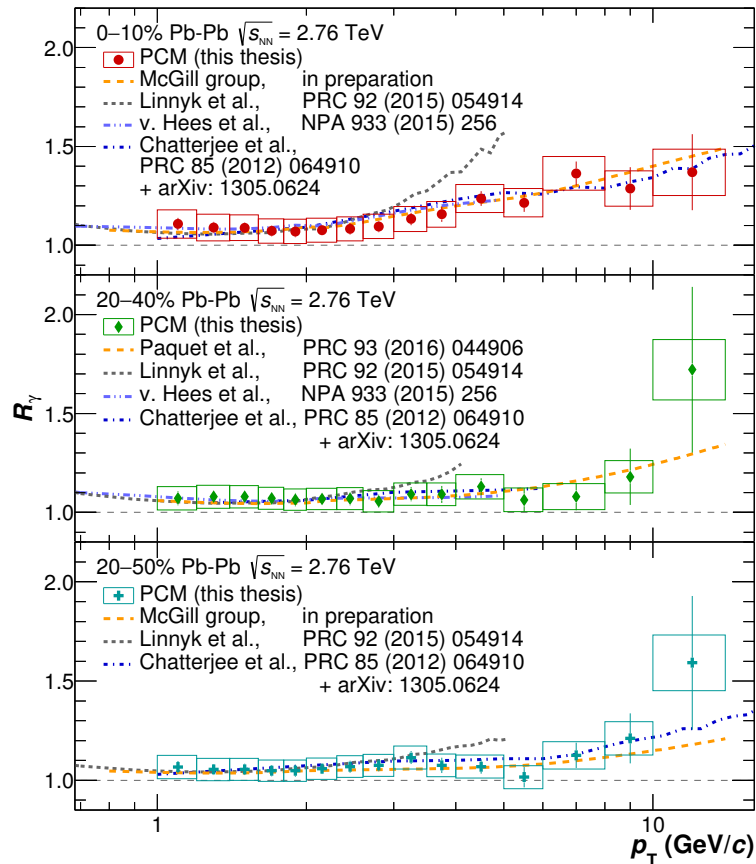 0–10% Pb-Pb √sNN = 2.76 TeV
PCM (this thesis)
McGill group, in preparation
Linnyk et al., PRC 92 (2015) 054914
v. Hees et al., NPA 933 (2015) 256
Chatterjee et al.,
PRC 85 (2012) 064910
+ arXiv: 1305.0624
2.0
1.5
1.0
20–40% Pb-Pb √sNN = 2.76 TeV
PCM (this thesis)
Paquet et al., PRC 93 (2016) 044906
Linnyk et al., PRC 92 (2015) 054914
v. Hees et al., NPA 933 (2015) 256
Chatterjee et al., PRC 85 (2012) 064910
+ arXiv: 1305.0624
2.0
1.5
1.0
Rγ
20–50% Pb-Pb √sNN = 2.76 TeV
PCM (this thesis)
McGill group, in preparation
Linnyk et al., PRC 92 (2015) 054914
Chatterjee et al., PRC 85 (2012) 064910
+ arXiv: 1305.0624
2.0
1.5
1.0
1 10
pT (GeV/c)